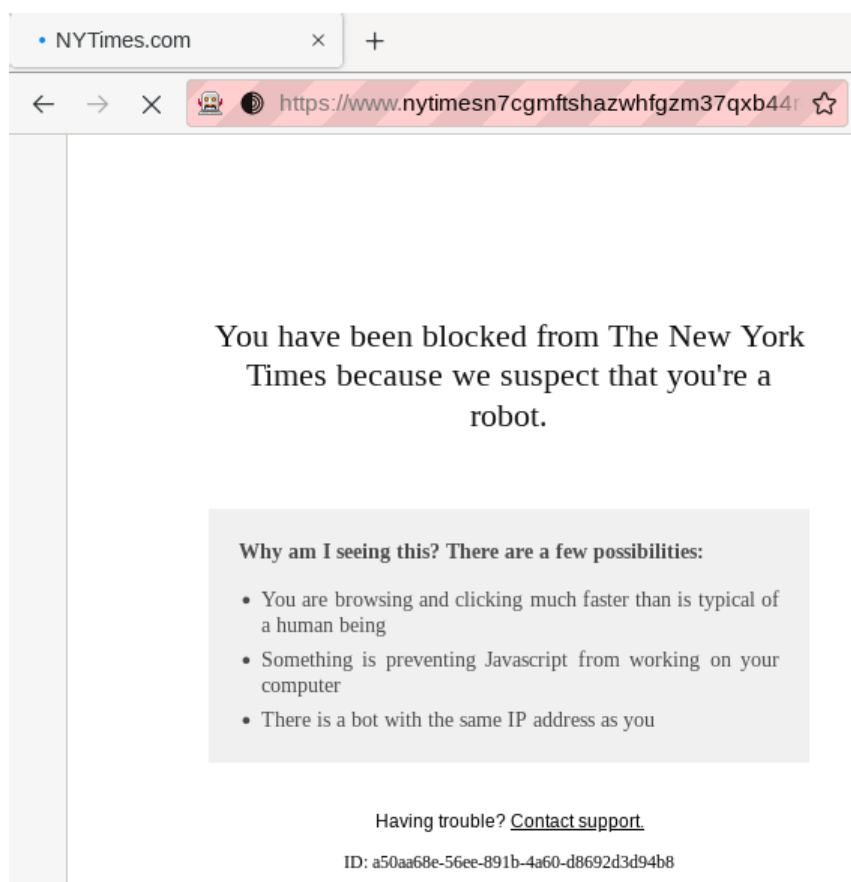 NYTimes.com
https://www.nytimesn7cgmftshazwhfgzm37qxb44r
You have been blocked from The New York
Times because we suspect that you're a
robot.
Why am I seeing this? There are a few possibilities:
• You are browsing and clicking much faster than is typical of
a human being
• Something is preventing Javascript from working on your
computer
• There is a bot with the same IP address as you
Having trouble? Contact support.
ID: a50aa68e-56ee-891b-4a60-d8692d3d94b8